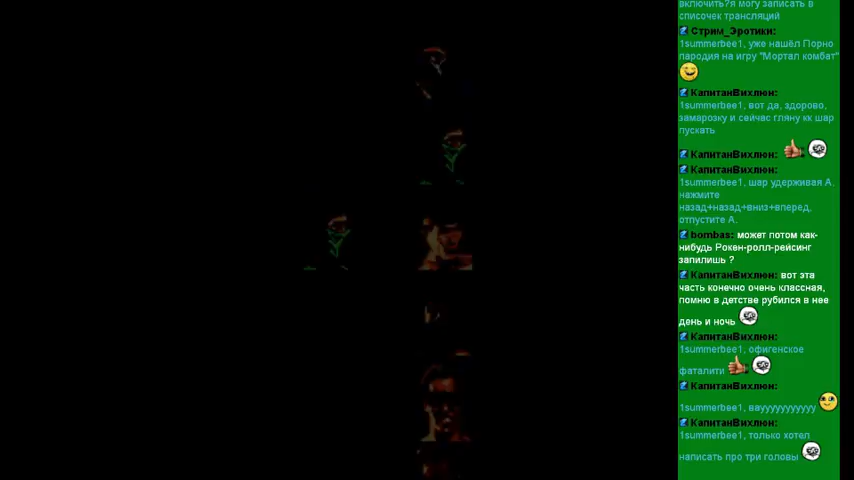 включить?я могу записать в
списочек трансляций
Стрим_Эротики:
1summerbee1, уже нашёл Порно
пародия на игру "Мортал комбат"
КапитанВихлюн:
1summerbee1, вот да, здорово,
замарозку и сейчас гляну кк шар
пускать
КапитанВихлюн:
КапитанВихлюн:
1summerbee1, шар удерживая А.
нажмите
назад+назад+вниз+вперед,
отпустите А.
bombas: может потом как-
нибудь Рокен-ролл-рейсинг
запилишь ?
КапитанВихлюн: вот эта
часть конечно очень классная,
помню в детстве рубился в нее
день и ночь
КапитанВихлюн:
1summerbee1, офигенское
фаталити
КапитанВихлюн:
1summerbee1, вауууууууууууу
КапитанВихлюн:
1summerbee1, только хотел
написать про три головы